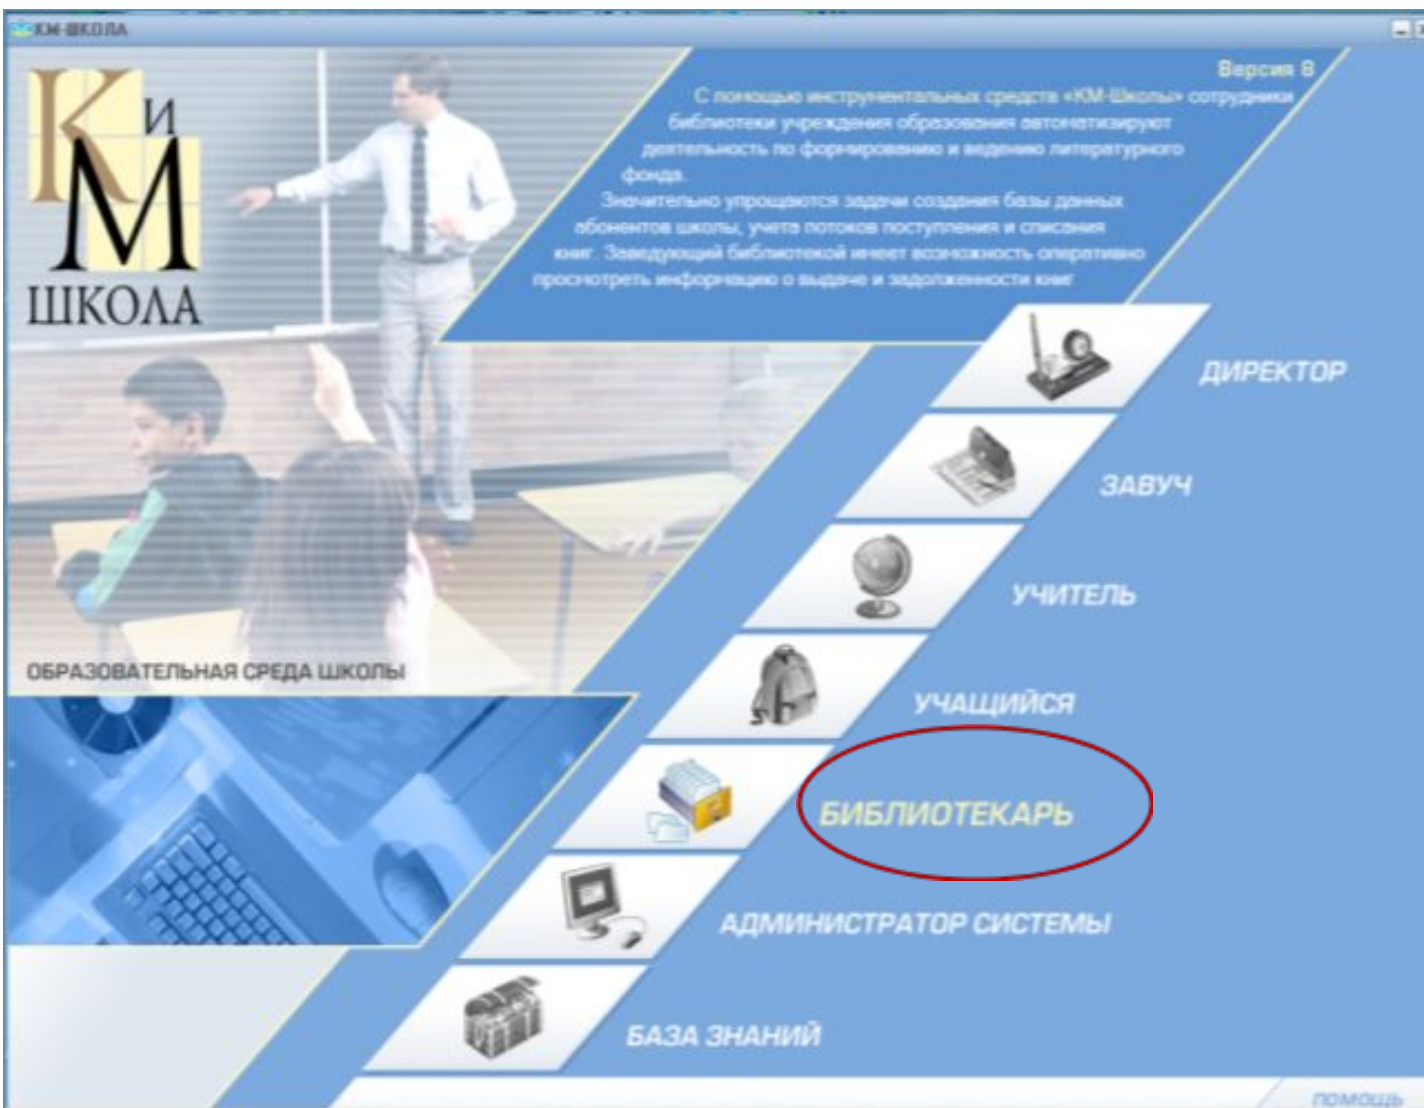 КМ-ШКОЛА
КИ
М
ШКОЛА
Версия 8
С помощью инструментальных средств «КМ-Школы» сотрудники
библиотеки учреждения образования автоматизируют
деятельность по формированию и ведению литературного
фонда.
Значительно упрощаются задачи создания базы данных
абонентов школы, учета потоков поступления и списания
книг. Заведующий библиотекой имеет возможность оперативно
просмотреть информацию о выдаче и задолженности книг
ДИРЕКТОР
ЗАВУЧ
УЧИТЕЛЬ
ОБРАЗОВАТЕЛЬНАЯ СРЕДА ШКОЛЫ
УЧАЩИЙСЯ
БИБЛИОТЕКАРЬ
АДМИНИСТРАТОР СИСТЕМЫ
БАЗА ЗНАНИЙ
ПОМОЩЬ